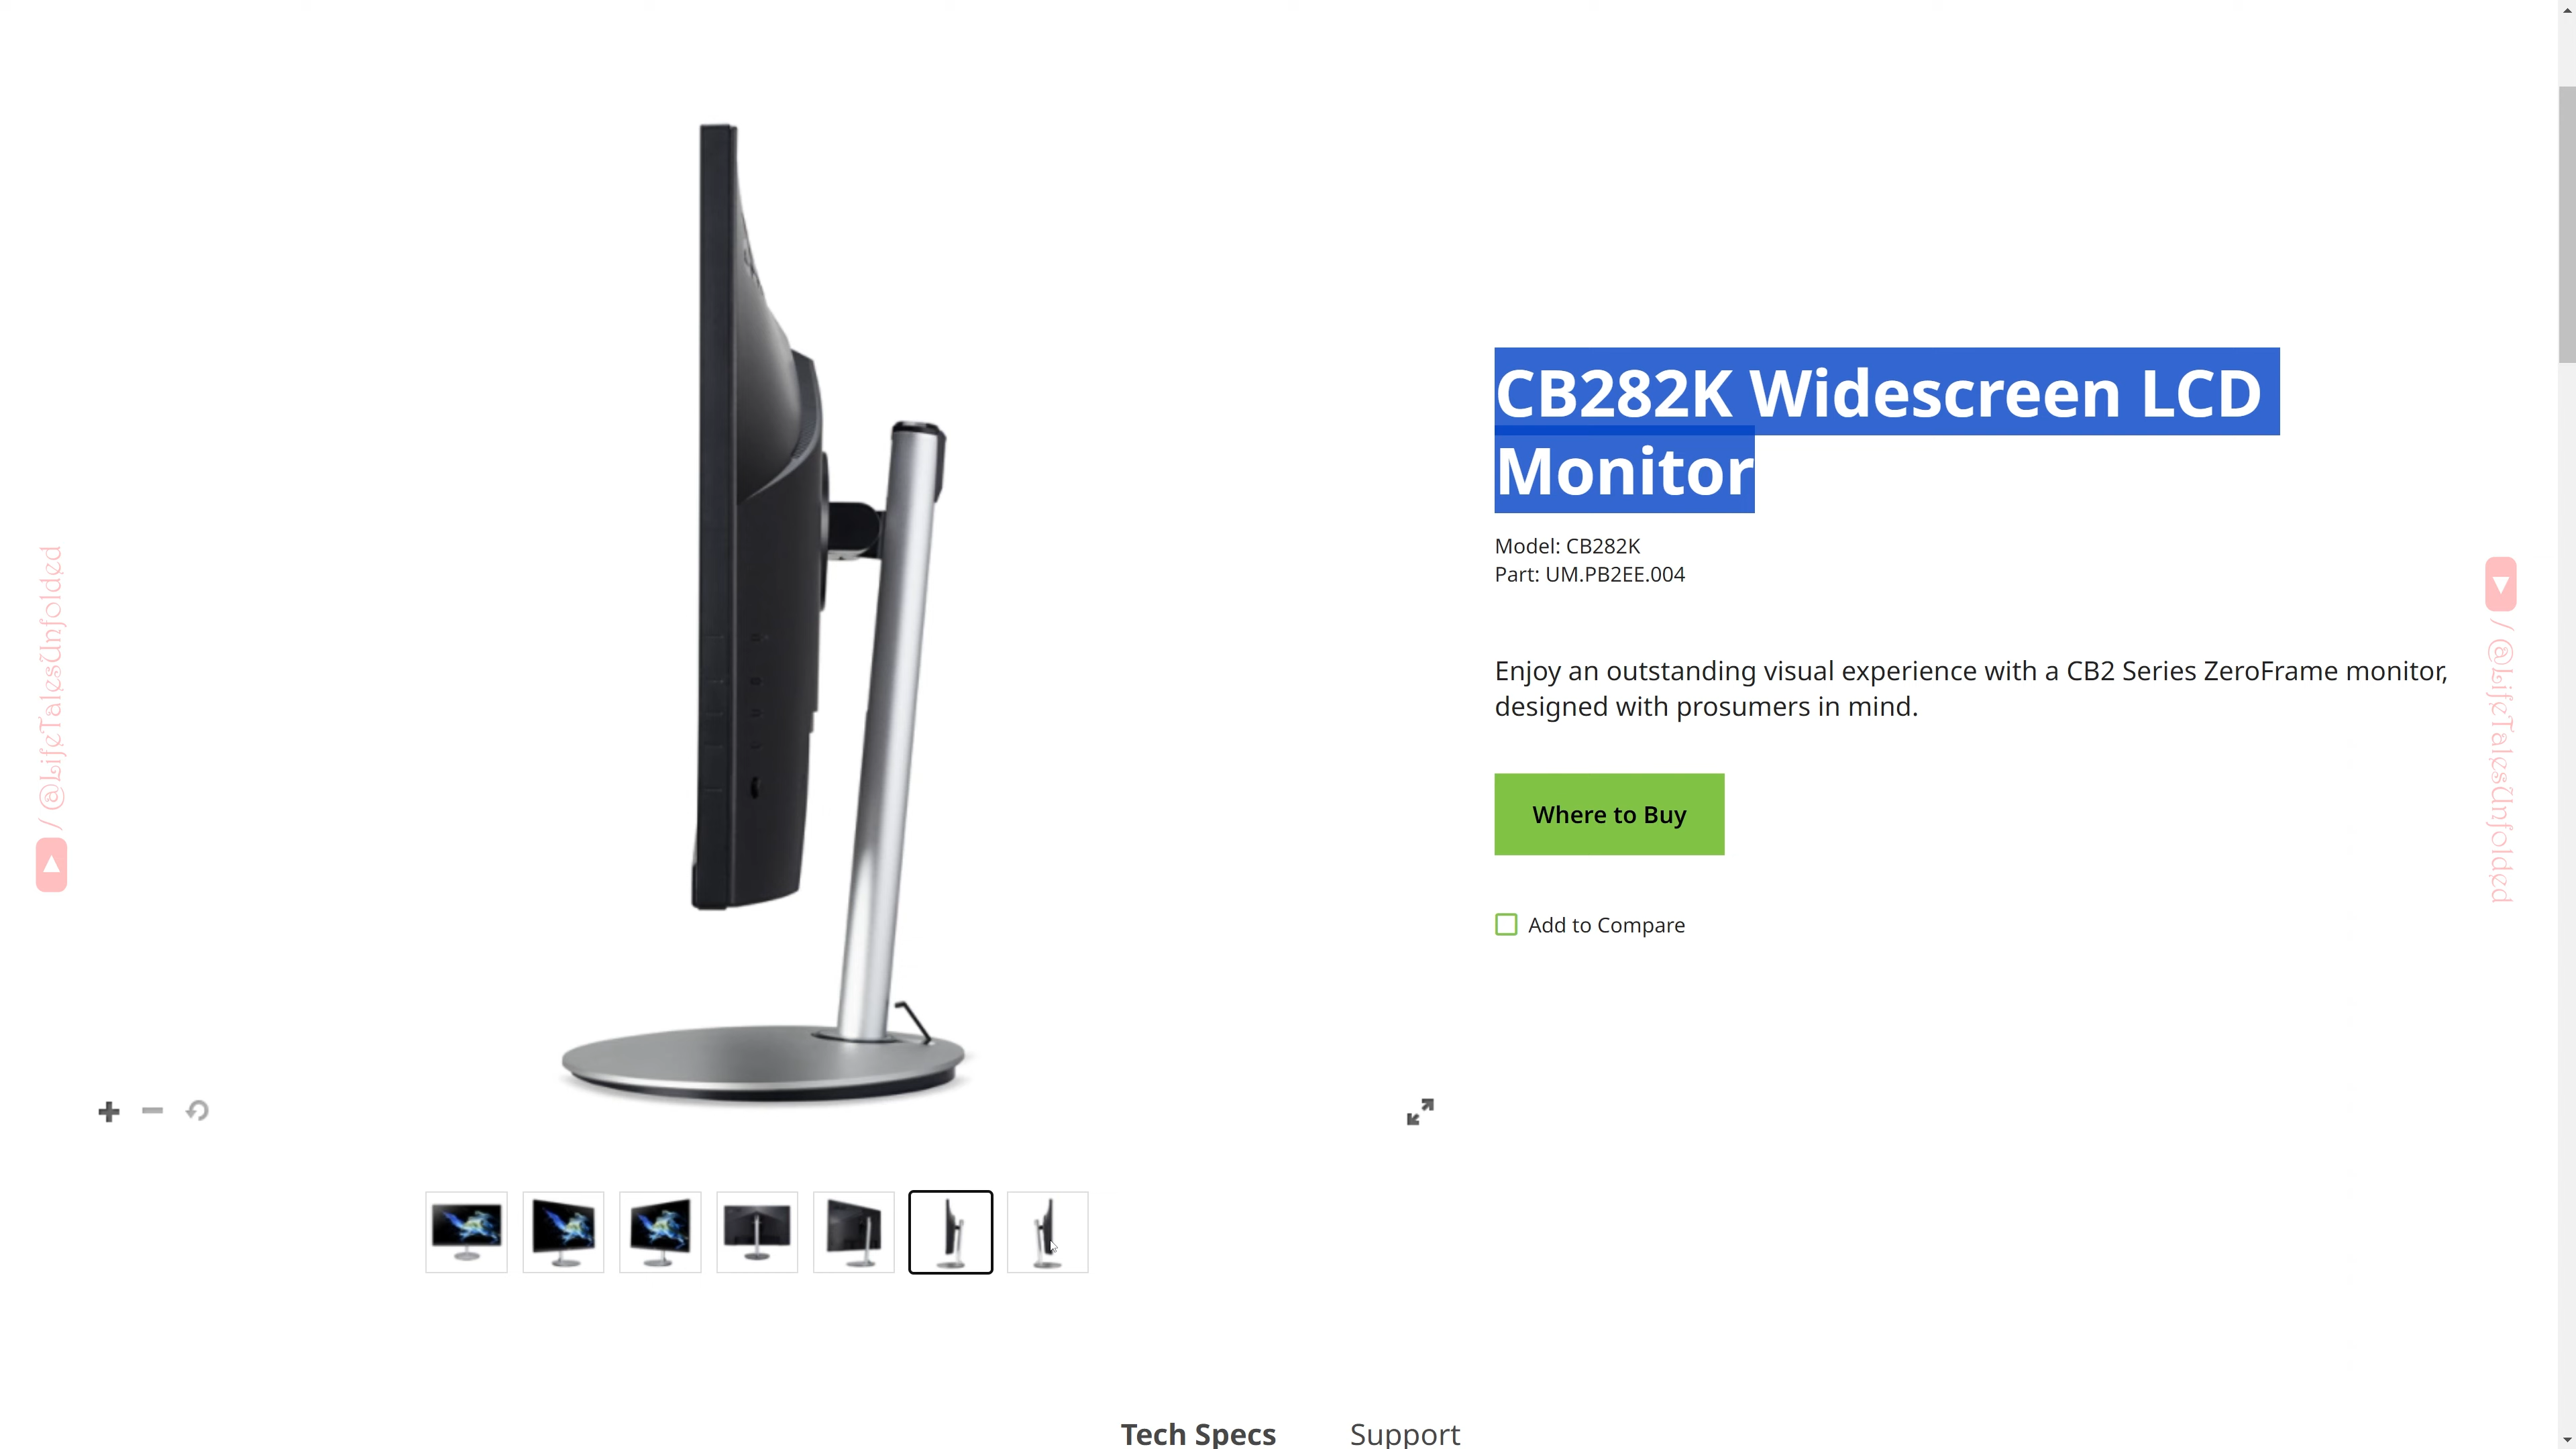 CB282K Widescreen LCD
Monitor
Model: CB282K
Part: UM.PB2EE.004
Enjoy an outstanding visual experience with a CB2 Series ZeroFrame monitor,
designed with prosumers in mind.
Where to Buy
Add to Compare
/ @LifeTalesUnfolded
/ @LifeTalesUnfolded
Tech Specs
Support